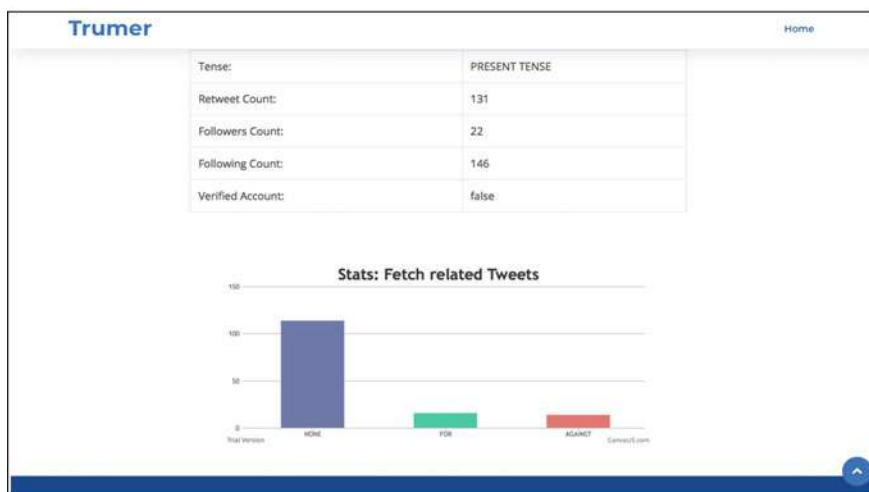 Trumer
Home
Tense: PRESENT TENSE
Retweet Count: 131
Followers Count: 22
Following Count: 146
Verified Account: false
Stats: Fetch related Tweets
150
100
50
0
NONE FOR AGAINST
Trial Version CanvasJS.com